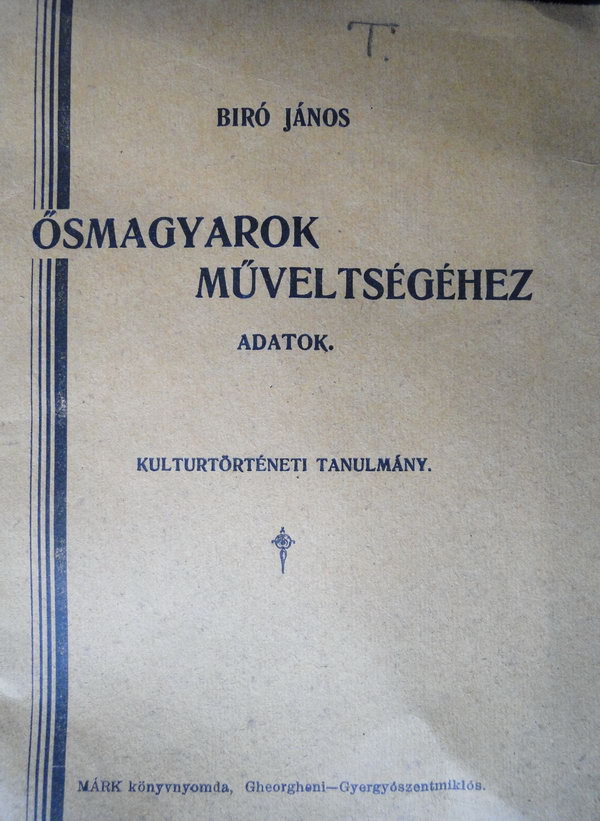 T.
BIRÓ JÁNOS
ŐSMAGYAROK
MŰVELTSÉGÉHEZ
ADATOK.
KULTURTÖRTÉNETI TANULMÁNY.
MÁRK könyvnyomda, Gheorgheni—Gyergyószentmiklós.